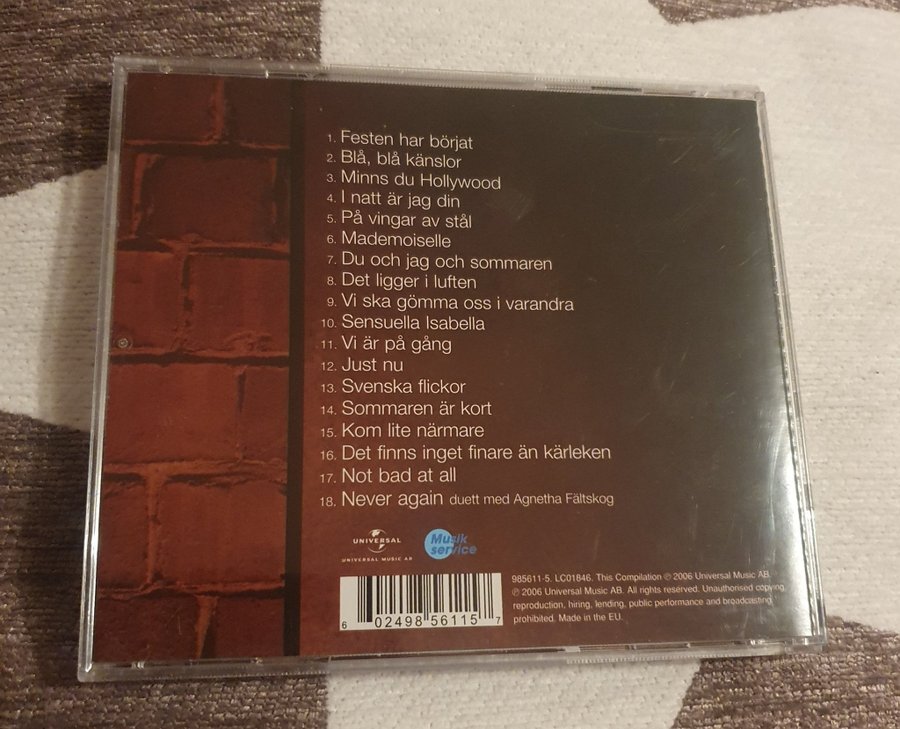 1. Festen har börjat
2. Blå, blå känslor
3. Minns du Hollywood
4. I natt är jag din
5. På vingar av stål
6. Mademoiselle
7. Du och jag och sommaren
8. Det ligger i luften
9. Vi ska gömma oss i varandra
10. Sensuella Isabella
11. Vi är på gång
12. Just nu
13. Svenska flickor
14. Sommaren är kort
15. Kom lite närmare
16. Det finns inget finare än kärleken
17. Not bad at all
18. Never again duett med Agnetha Fältskog
UNIVERSAL
UNIVERSAL MUSIC AB
Musik
service
6 02498 56115 7
985611-5. LC01846. This Compilation ℗ 2006 Universal Music AB.
℗ 2006 Universal Music AB. All rights reserved. Unauthorised copying,
reproduction, hiring, lending, public performance and broadcasting
prohibited. Made in the EU.